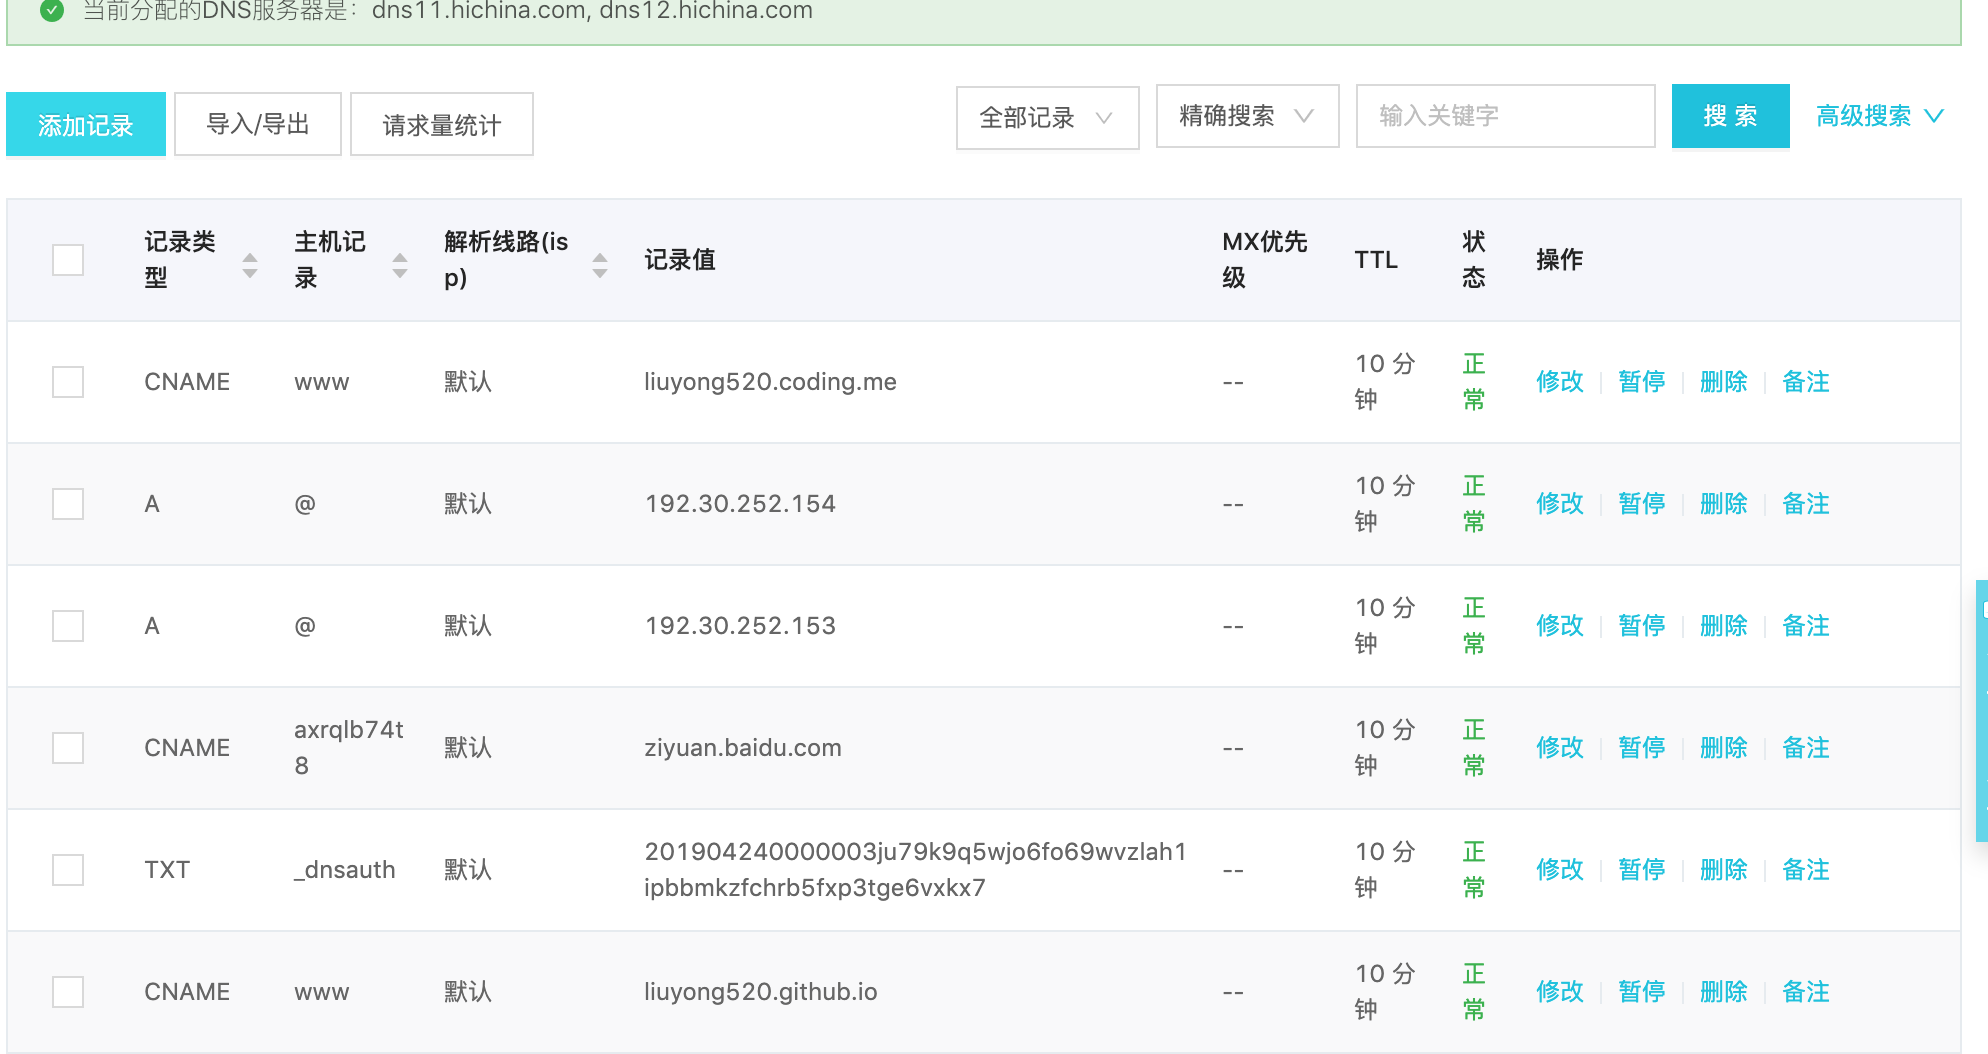 当前分配的DNS服务器是：dns11.hichina.com, dns12.hichina.com
添加记录 导入/导出 请求量统计 全部记录 精确搜索 输入关键字 搜 索 高级搜索
记录类型 主机记录 解析线路(isp) 记录值 MX优先级 TTL 状态 操作
CNAME www 默认 liuyong520.coding.me -- 10 分钟 正常 修改 暂停 删除 备注
A @ 默认 192.30.252.154 -- 10 分钟 正常 修改 暂停 删除 备注
A @ 默认 192.30.252.153 -- 10 分钟 正常 修改 暂停 删除 备注
CNAME axrqlb74t8 默认 ziyuan.baidu.com -- 10 分钟 正常 修改 暂停 删除 备注
TXT _dnsauth 默认 201904240000003ju79k9q5wjo6fo69wvzlah1ipbbmkzfchrb5fxp3tge6vxkx7 -- 10 分钟 正常 修改 暂停 删除 备注
CNAME www 默认 liuyong520.github.io -- 10 分钟 正常 修改 暂停 删除 备注